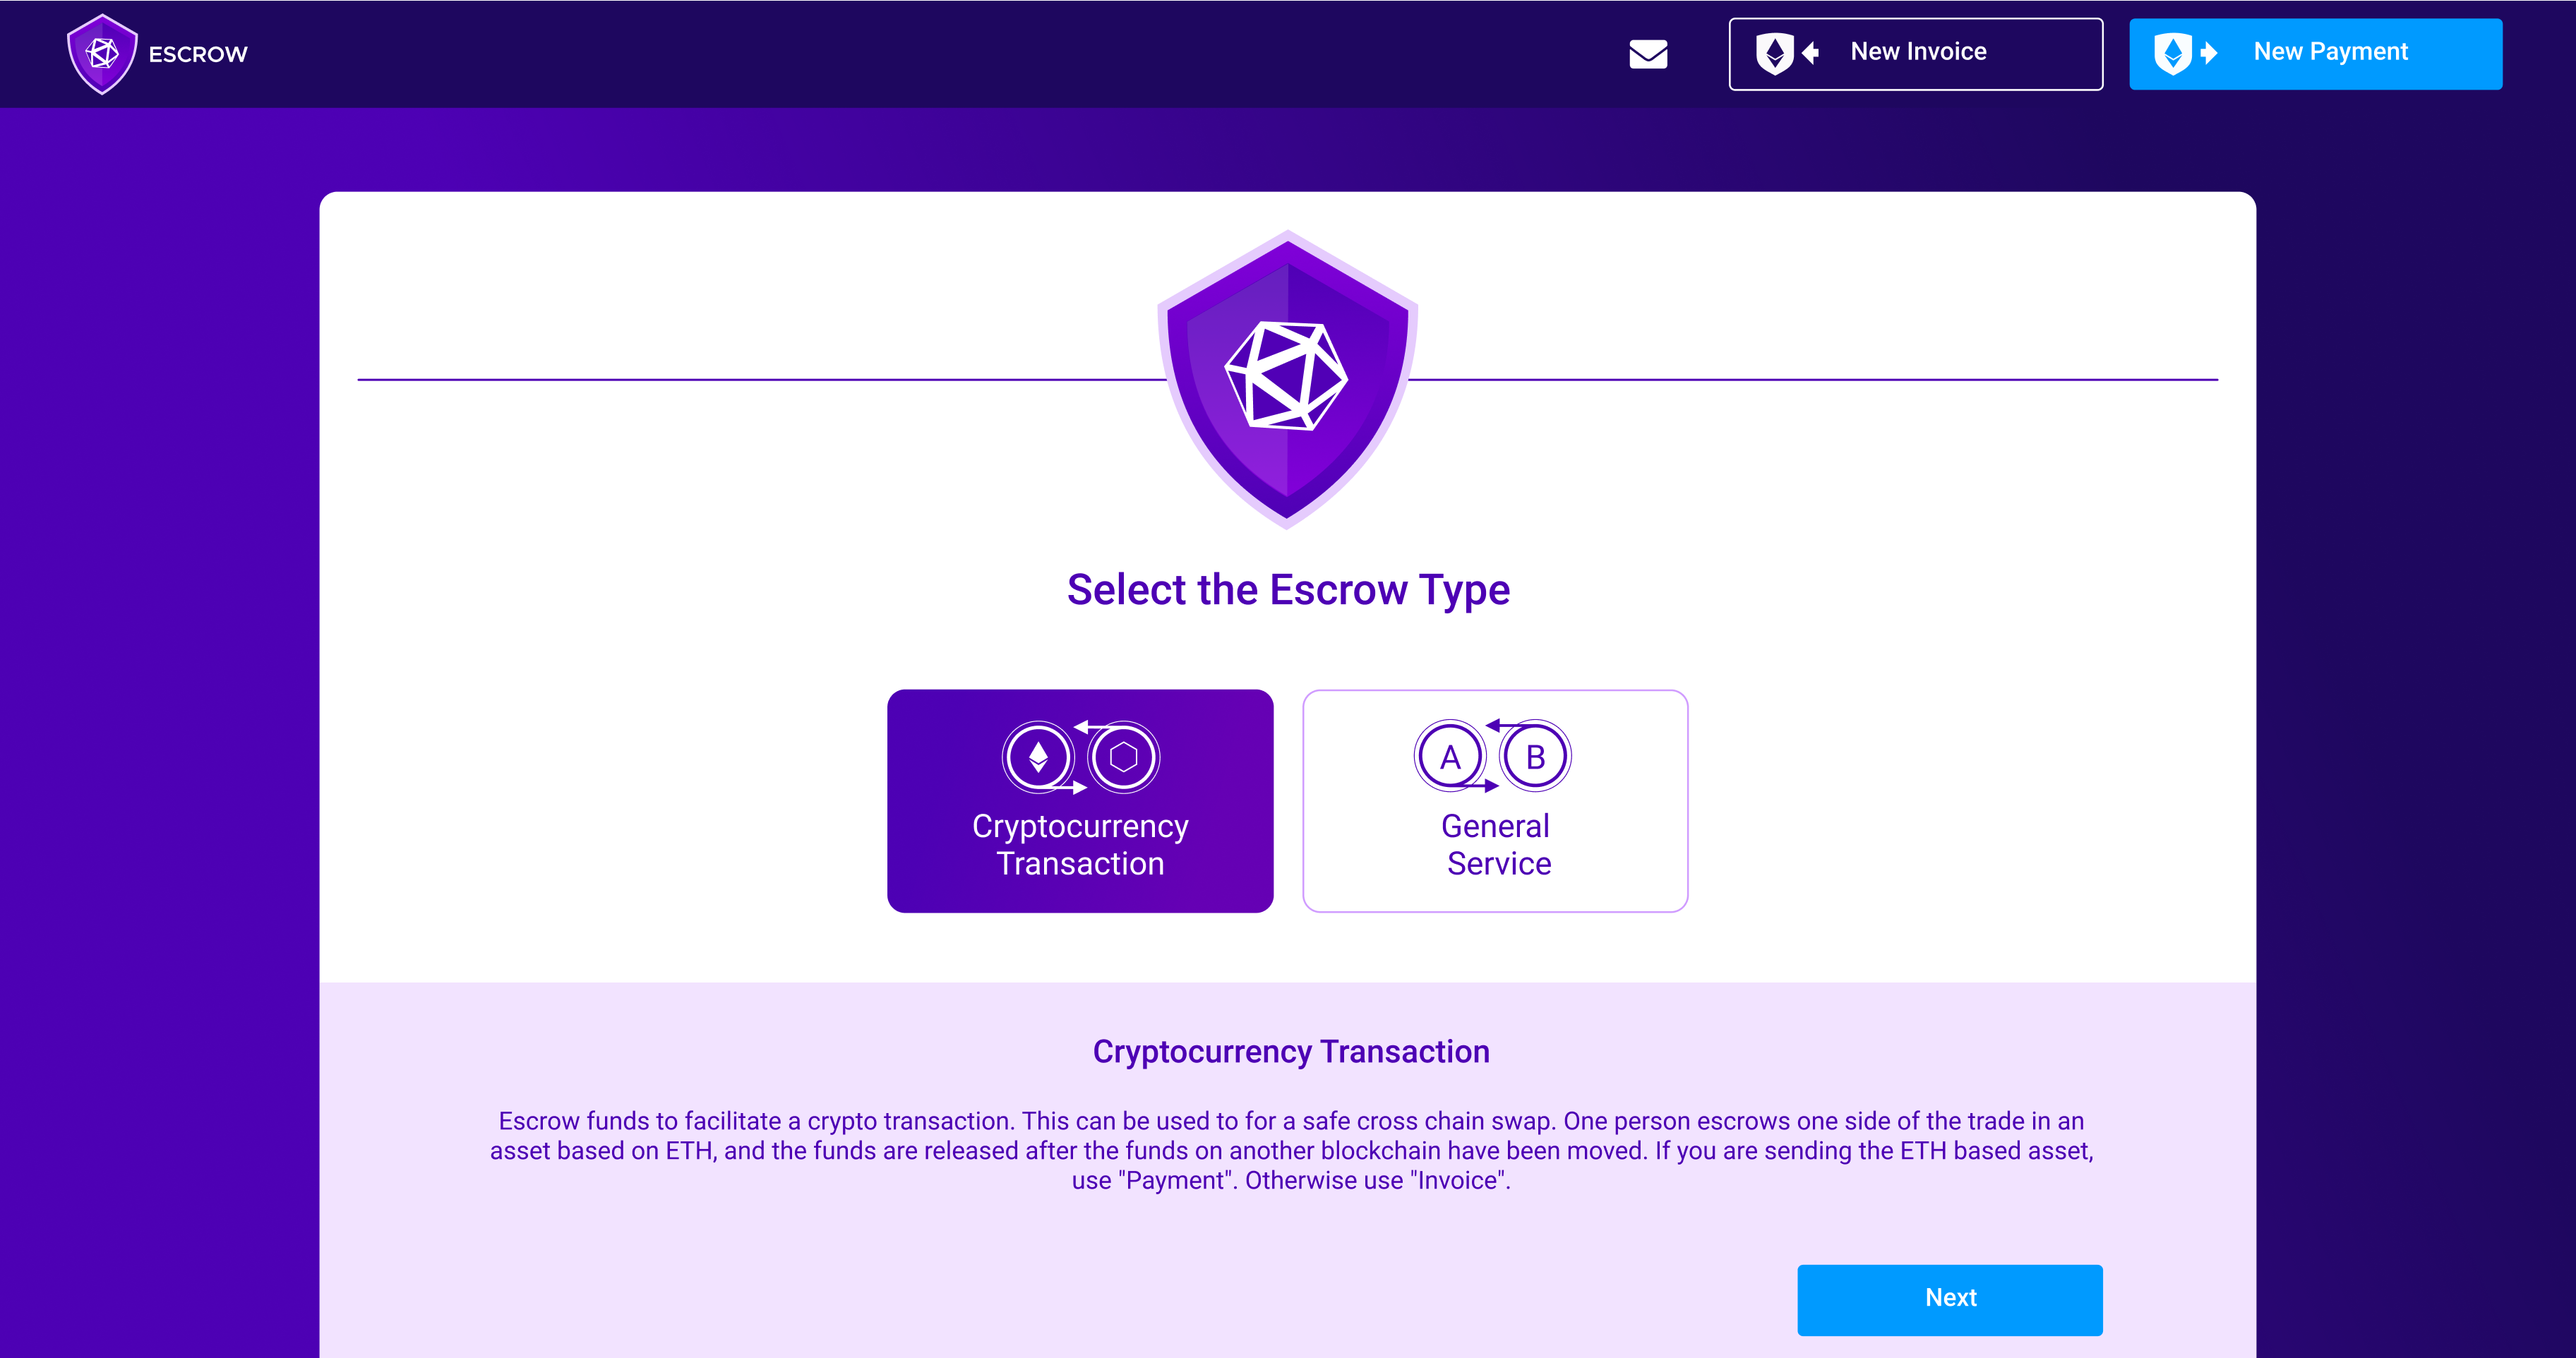 ESCROW
New Invoice
New Payment
Select the Escrow Type
Cryptocurrency
Transaction
A B
General
Service
Cryptocurrency Transaction
Escrow funds to facilitate a crypto transaction. This can be used to for a safe cross chain swap. One person escrows one side of the trade in an
asset based on ETH, and the funds are released after the funds on another blockchain have been moved. If you are sending the ETH based asset,
use "Payment". Otherwise use "Invoice".
Next